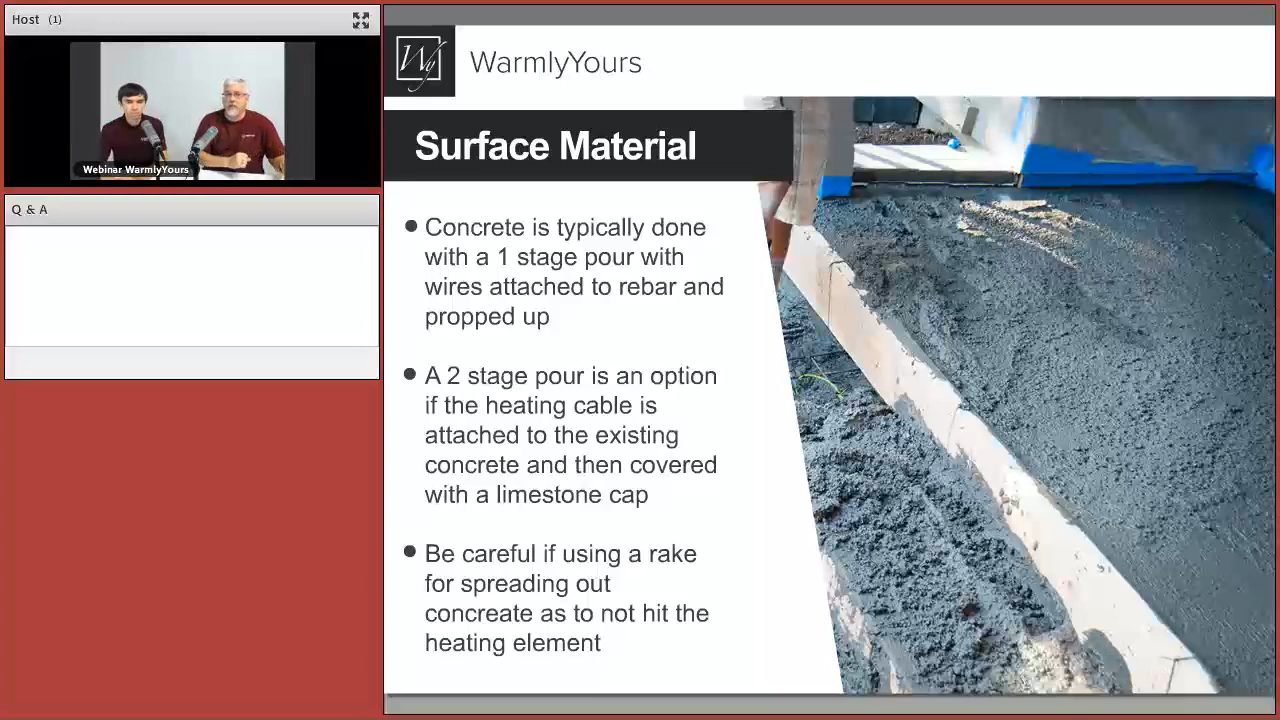 Host (1)
Webinar WarmlyYours
Q & A
Wy
WarmlyYours
Surface Material
• Concrete is typically done
with a 1 stage pour with
wires attached to rebar and
propped up
• A 2 stage pour is an option
if the heating cable is
attached to the existing
concrete and then covered
with a limestone cap
• Be careful if using a rake
for spreading out
concreate as to not hit the
heating element